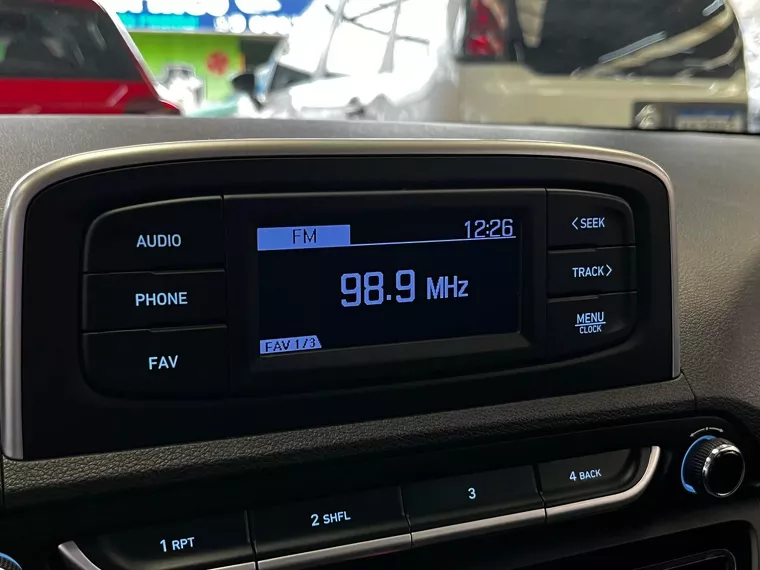 AUDIO
PHONE
FAV
FM
12:26
98.9 MHz
FAV 1/3
<SEEK
TRACK>
MENU
CLOCK
1 RPT
2 SHFL
3
4 BACK